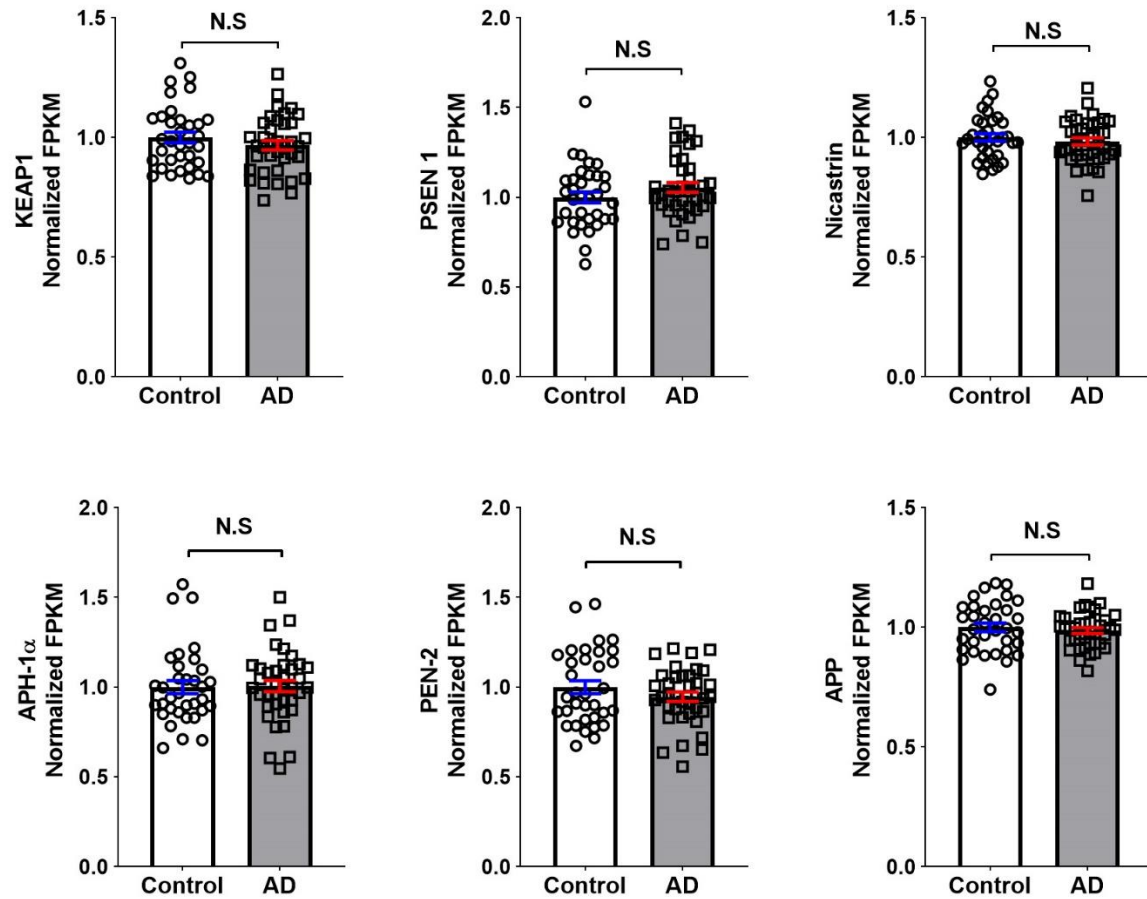 KEAP1
Normalized FPKM
1.5
1.0
0.5
0.0
N.S
Control AD
PSEN 1
Normalized FPKM
2.0
1.5
1.0
0.5
0.0
N.S
Control AD
Nicastrin
Normalized FPKM
1.5
1.0
0.5
0.0
N.S
Control AD
APH-1α
Normalized FPKM
2.0
1.5
1.0
0.5
0.0
N.S
Control AD
PEN-2
Normalized FPKM
2.0
1.5
1.0
0.5
0.0
N.S
Control AD
APP
Normalized FPKM
1.5
1.0
0.5
0.0
N.S
Control AD